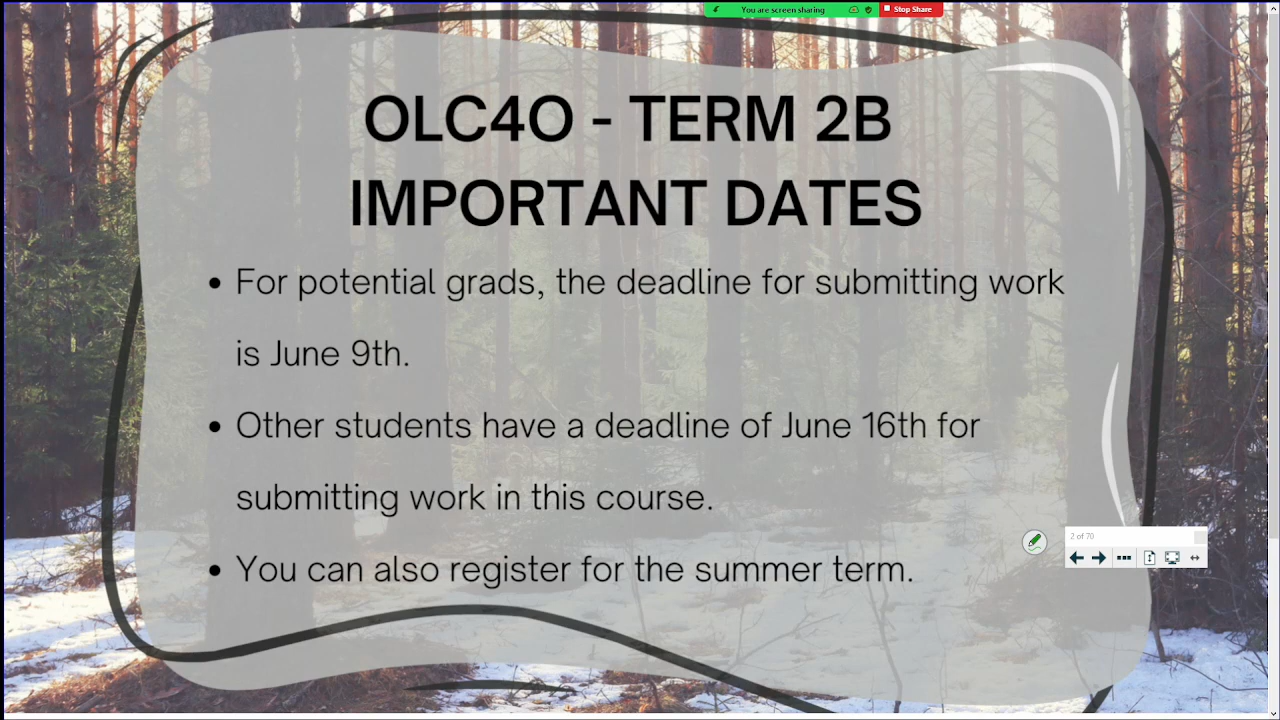 You are screen sharing
Stop Share
OLC4O - TERM 2B
IMPORTANT DATES
• For potential grads, the deadline for submitting work
is June 9th.
• Other students have a deadline of June 16th for
submitting work in this course.
• You can also register for the summer term.
2 of 70